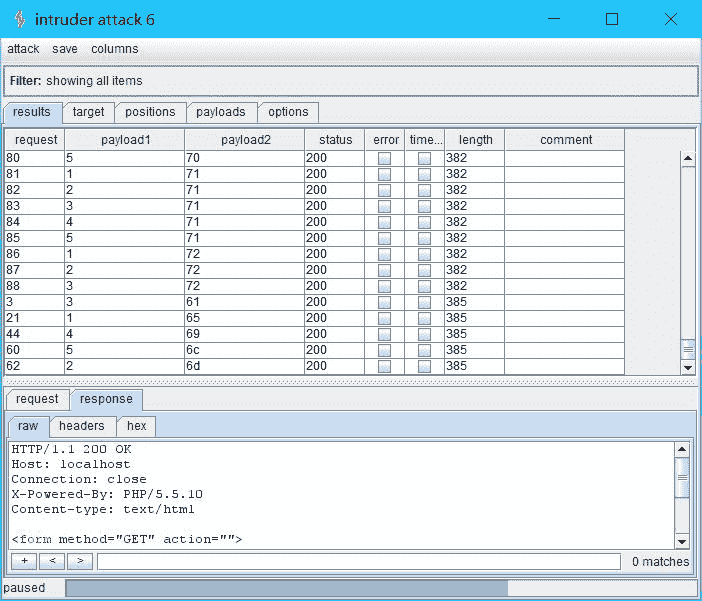 intruder attack 6
attack save columns
Filter: showing all items
results target positions payloads options
request payload1 payload2 status error time... length comment
80 5 70 200 382
81 1 71 200 382
82 2 71 200 382
83 3 71 200 382
84 4 71 200 382
85 5 71 200 382
86 1 72 200 382
87 2 72 200 382
88 3 72 200 382
3 3 61 200 385
21 1 65 200 385
44 4 69 200 385
60 5 6c 200 385
62 2 6d 200 385
request response
raw headers hex
HTTP/1.1 200 OK
Host: localhost
Connection: close
X-Powered-By: PHP/5.5.10
Content-type: text/html
<form method="GET" action="">
+ < > 0 matches
paused